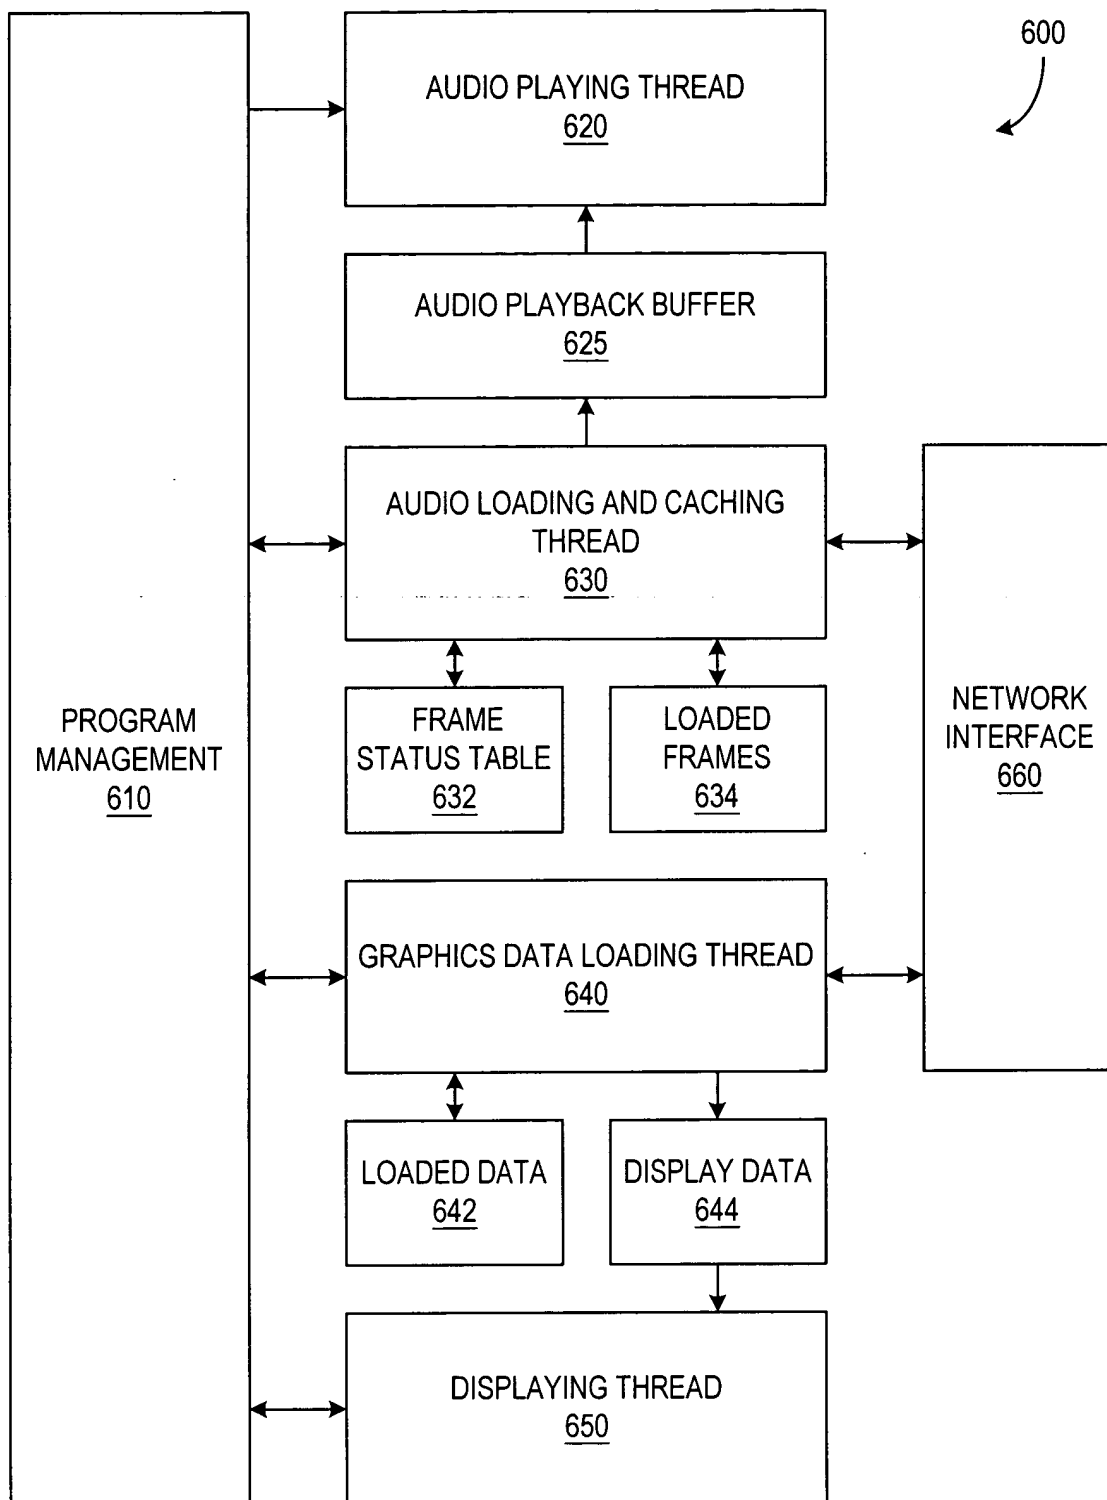 600
AUDIO PLAYING THREAD
620
AUDIO PLAYBACK BUFFER
625
AUDIO LOADING AND CACHING
THREAD
630
PROGRAM
MANAGEMENT
610
FRAME
STATUS TABLE
632
LOADED
FRAMES
634
NETWORK
INTERFACE
660
GRAPHICS DATA LOADING THREAD
640
LOADED DATA
642
DISPLAY DATA
644
DISPLAYING THREAD
650